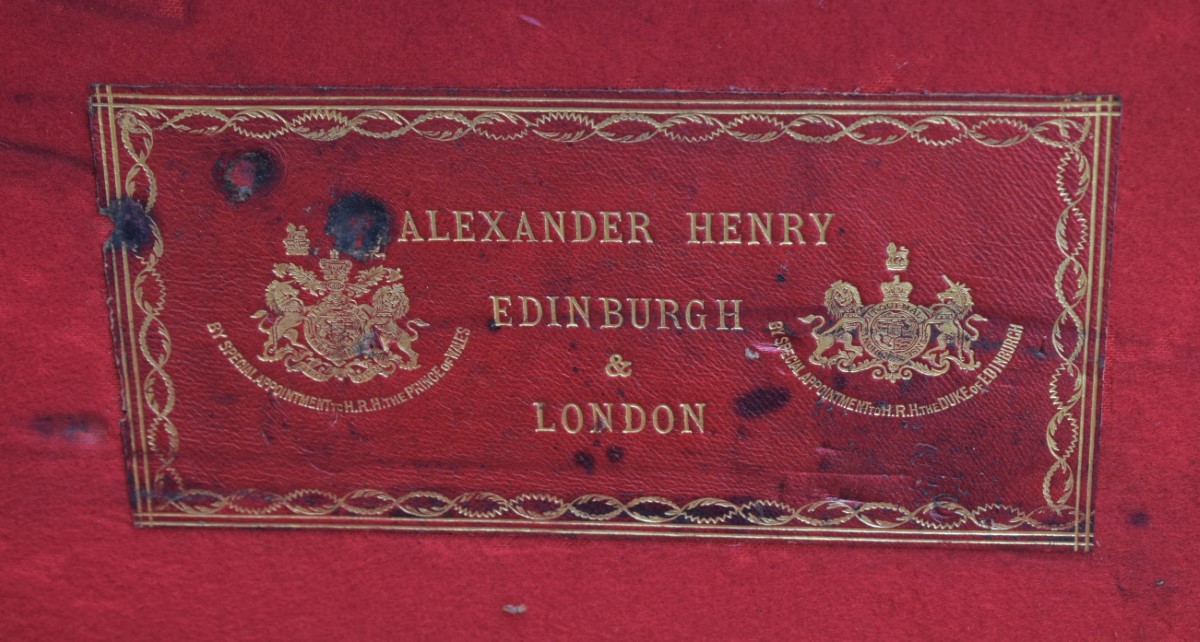 ALEXANDER HENRY
EDINBURGH
&
LONDON
BY SPECIAL APPOINTMENT TO H.R.H. THE PRINCE OF WALES
BY SPECIAL APPOINTMENT TO H.R.H. THE DUKE OF EDINBURGH